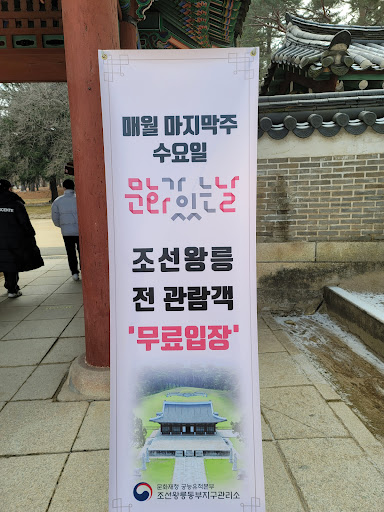 매월 마지막주
수요일
문화가 있는 날
조선왕릉
전 관람객
'무료입장'
문화재청 궁능유적본부
조선왕릉동부지구관리소